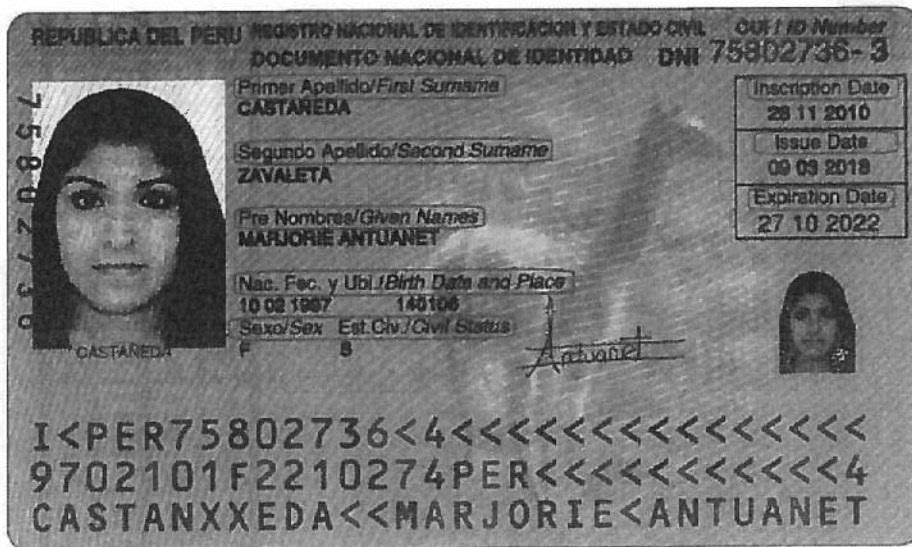 REPUBLICA DEL PERU REGISTRO NACIONAL DE IDENTIFICACION Y ESTADO CIVIL CUI / ID Number
DOCUMENTO NACIONAL DE IDENTIDAD DNI 75802736-3
Primer Apellido/First Surname
CASTAÑEDA
Segundo Apellido/Second Surname
ZAVALETA
Pre Nombres/Given Names
MARJORIE ANTUANET
Nac. Fec. y Ubi./Birth Date and Place
10 02 1997 140106
Sexo/Sex Est.Civ./Civil Status
F S
Inscription Date
28 11 2010
Issue Date
09 03 2018
Expiration Date
27 10 2022
75802736
CASTAÑEDA
Antuanet
I<PER75802736<4<<<<<<<<<<<<<<<
9702101F2210274PER<<<<<<<<<<<4
CASTANXXEDA<<MARJORIE<ANTUANET